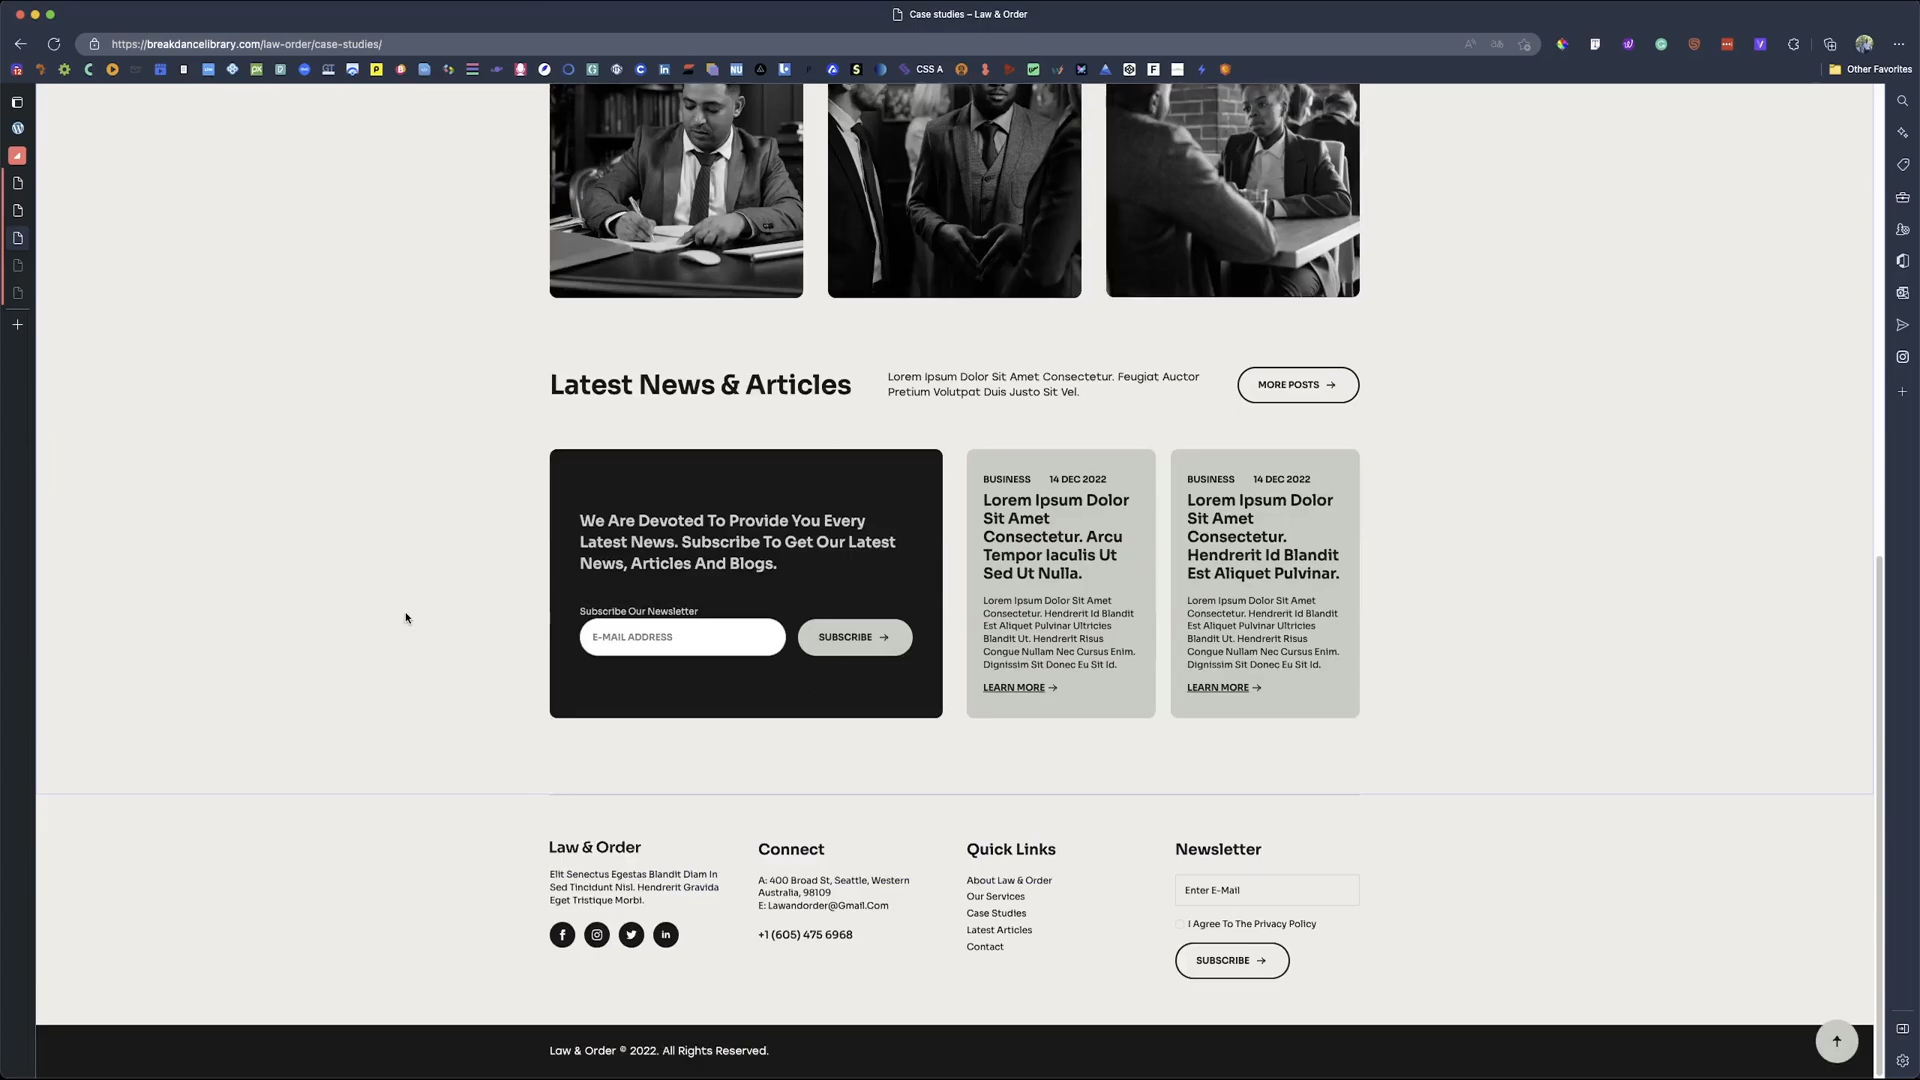 Case studies – Law & Order
https://breakdancelibrary.com/law-order/case-studies/
CSS A
Other Favorites
Latest News & Articles
Lorem Ipsum Dolor Sit Amet Consectetur. Feugiat Auctor
Pretium Volutpat Duis Justo Sit Vel.
MORE POSTS
We Are Devoted To Provide You Every
Latest News. Subscribe To Get Our Latest
News, Articles And Blogs.
Subscribe Our Newsletter
E-MAIL ADDRESS
SUBSCRIBE
BUSINESS 14 DEC 2022
Lorem Ipsum Dolor
Sit Amet
Consectetur. Arcu
Tempor Iaculis Ut
Sed Ut Nulla.
Lorem Ipsum Dolor Sit Amet
Consectetur. Hendrerit Id Blandit
Est Aliquet Pulvinar Ultricies
Blandit Ut. Hendrerit Risus
Congue Nullam Nec Cursus Enim.
Dignissim Sit Donec Eu Sit Id.
LEARN MORE
BUSINESS 14 DEC 2022
Lorem Ipsum Dolor
Sit Amet
Consectetur.
Hendrerit Id Blandit
Est Aliquet Pulvinar.
Lorem Ipsum Dolor Sit Amet
Consectetur. Hendrerit Id Blandit
Est Aliquet Pulvinar Ultricies
Blandit Ut. Hendrerit Risus
Congue Nullam Nec Cursus Enim.
Dignissim Sit Donec Eu Sit Id.
LEARN MORE
Law & Order
Elit Senectus Egestas Blandit Diam In
Sed Tincidunt Nisl. Hendrerit Gravida
Eget Tristique Morbi.
Connect
A: 400 Broad St, Seattle, Western
Australia, 98109
E: Lawandorder@Gmail.Com
+1 (605) 475 6968
Quick Links
About Law & Order
Our Services
Case Studies
Latest Articles
Contact
Newsletter
Enter E-Mail
I Agree To The Privacy Policy
SUBSCRIBE
Law & Order © 2022. All Rights Reserved.